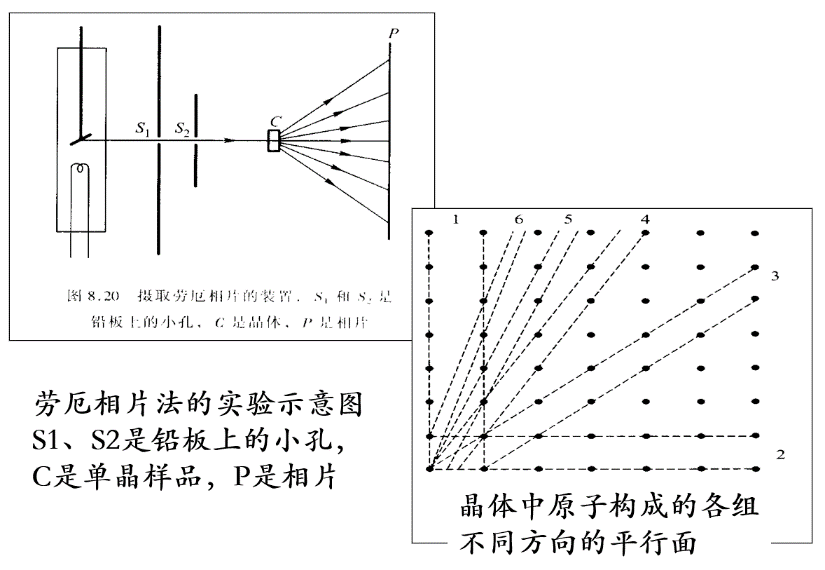 P
S₁
S₂
C
图 8.20 摄取劳厄相片的装置. S₁ 和 S₂ 是
铅板上的小孔, C 是晶体, P 是相片
1
6
5
4
3
2
劳厄相片法的实验示意图
S1、S2是铅板上的小孔，
C是单晶样品，P是相片
晶体中原子构成的各组
不同方向的平行面